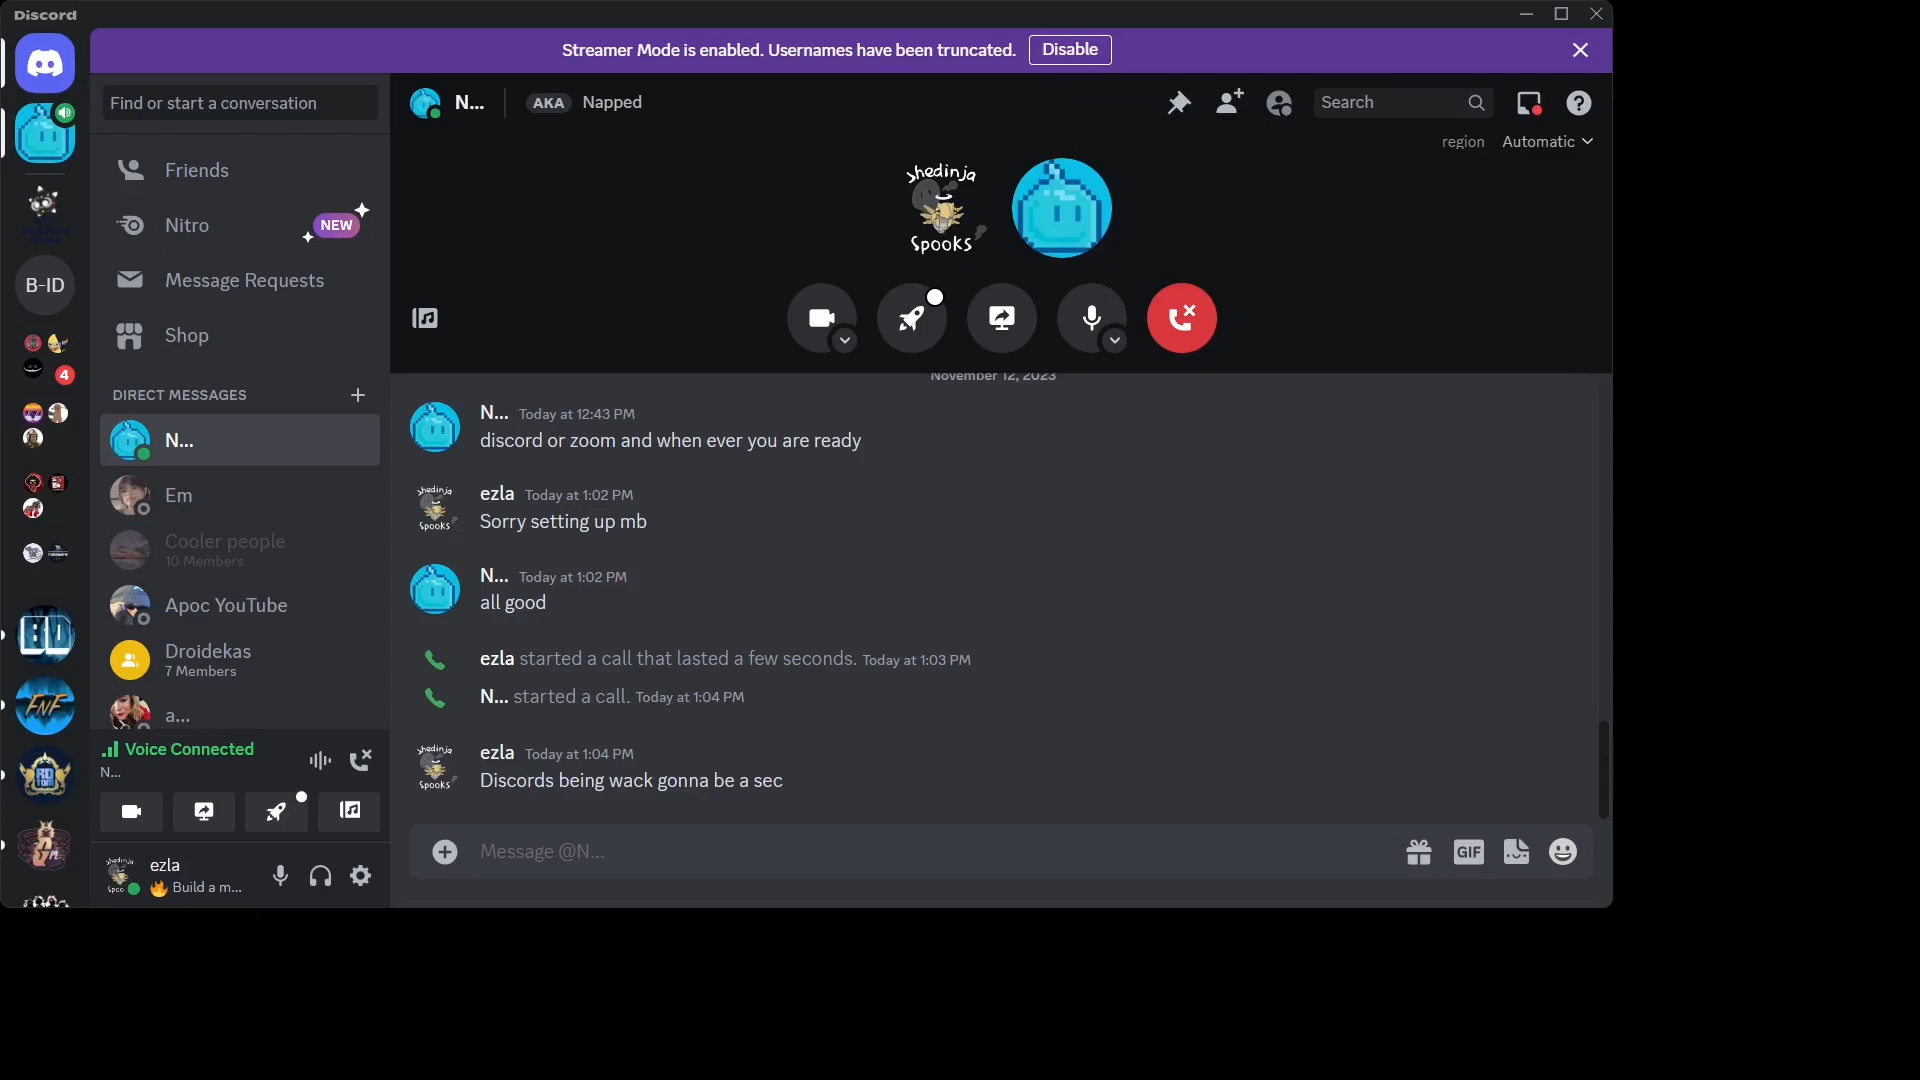 Discord
Streamer Mode is enabled. Usernames have been truncated.
Disable
Find or start a conversation
N...
AKA
Napped
Search
region
Automatic
Friends
Nitro
NEW
Message Requests
Shop
DIRECT MESSAGES
N...
Em
Cooler people
10 Members
Apoc YouTube
Droidekas
7 Members
a...
Voice Connected
N...
ezla
🔥 Build a m...
B-ID
4
BD
FNF
Shedinja
Spooks
November 12, 2023
N... Today at 12:43 PM
discord or zoom and when ever you are ready
ezla Today at 1:02 PM
Sorry setting up mb
N... Today at 1:02 PM
all good
ezla started a call that lasted a few seconds. Today at 1:03 PM
N... started a call. Today at 1:04 PM
ezla Today at 1:04 PM
Discords being wack gonna be a sec
Message @N...
GIF